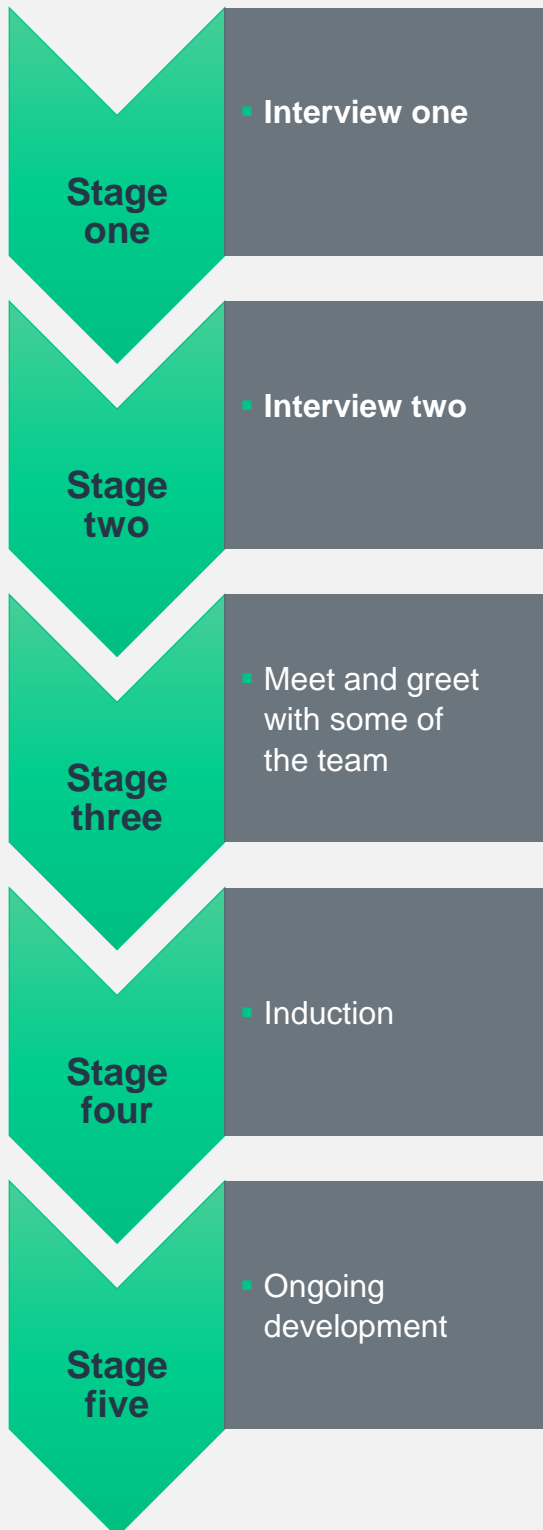 Stage
one
▪ Interview one
Stage
two
▪ Interview two
Stage
three
▪ Meet and greet
with some of
the team
Stage
four
▪ Induction
Stage
five
▪ Ongoing
development